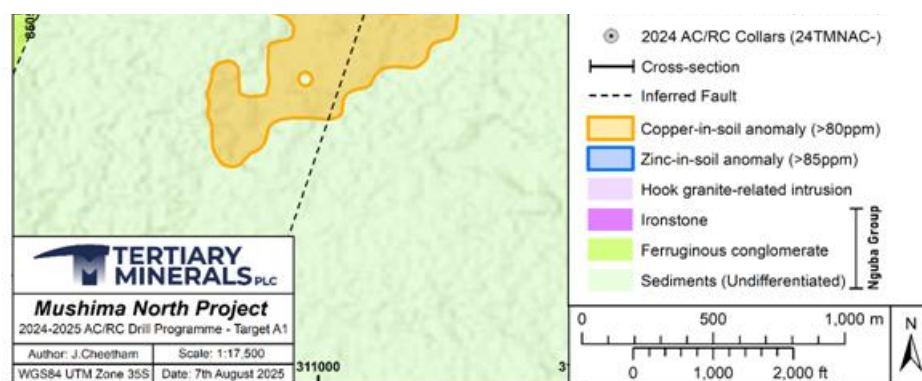 8605
2024 AC/RC Collars (24TMNAC-)
Cross-section
Inferred Fault
Copper-in-soil anomaly (>80ppm)
Zinc-in-soil anomaly (>85ppm)
Hook granite-related intrusion
Ironstone
Ferruginous conglomerate
Sediments (Undifferentiated)
Nguba Group
TERTIARY
MINERALS PLC
Mushima North Project
2024-2025 AC/RC Drill Programme - Target A1
Author: J.Cheetham
Scale: 1:17,500
WGS84 UTM Zone 35S
Date: 7th August 2025
311000
0 500 1,000 m
0 1,000 2,000 ft
N